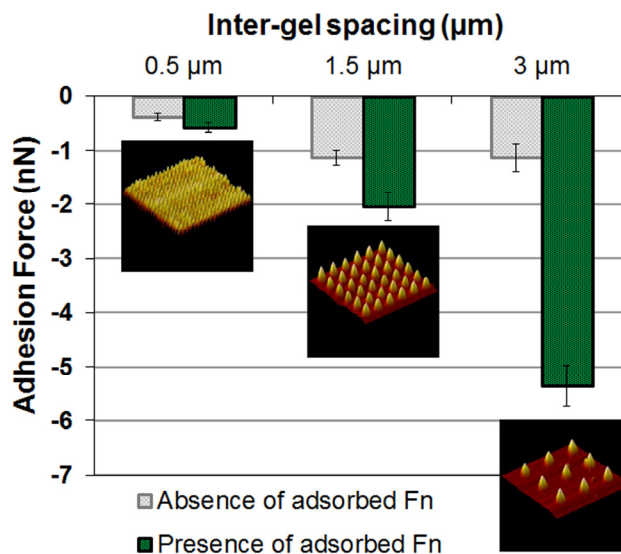 Inter-gel spacing (µm)
0.5 µm 1.5 µm 3 µm
Adhesion Force (nN)
0
-1
-2
-3
-4
-5
-6
-7
Absence of adsorbed Fn
Presence of adsorbed Fn